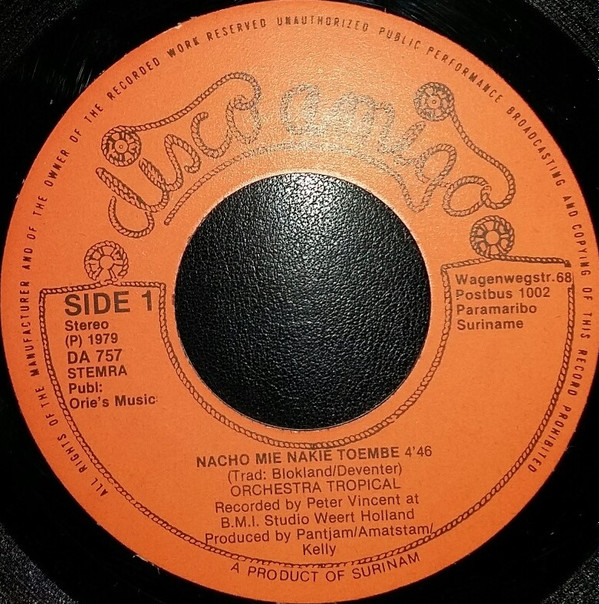 ALL RIGHTS OF THE MANUFACTURER AND OF THE OWNER OF THE RECORDED WORK RESERVED UNAUTHORIZED PUBLIC PERFORMANCE BROADCASTING AND COPYING OF THIS RECORD PROHIBITED
disco amigo
SIDE 1
Stereo
(P) 1979
DA 757
STEMRA
Publ:
Orie's Music
Wagenwegstr.68
Postbus 1002
Paramaribo
Suriname
NACHO MIE NAKIE TOEMBE 4'46
(Trad: Blokland/Deventer)
ORCHESTRA TROPICAL
Recorded by Peter Vincent at
B.M.I. Studio Weert Holland
Produced by Pantjam/Amatstam/
Kelly
A PRODUCT OF SURINAM